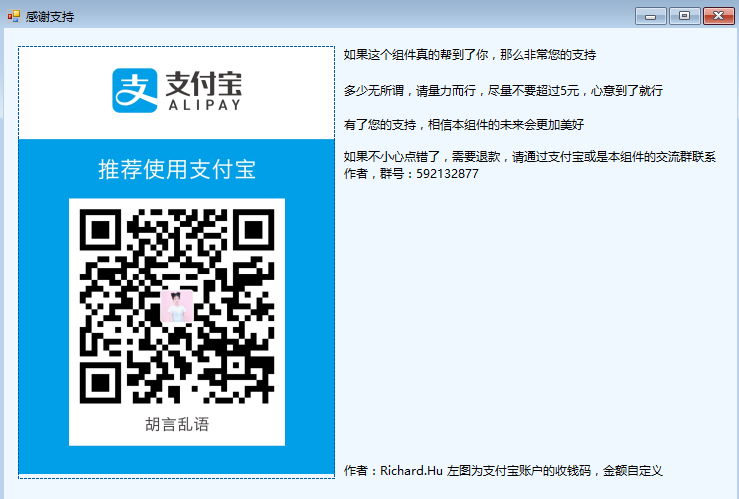 感谢支持
支付宝
ALIPAY
推荐使用支付宝
胡言乱语
如果这个组件真的帮到了你，那么非常您的支持
多少无所谓，请量力而行，尽量不要超过5元，心意到了就行
有了您的支持，相信本组件的未来会更加美好
如果不小心点错了，需要退款，请通过支付宝或是本组件的交流群联系
作者，群号：592132877
作者：Richard.Hu 左图为支付宝账户的收钱码，金额自定义